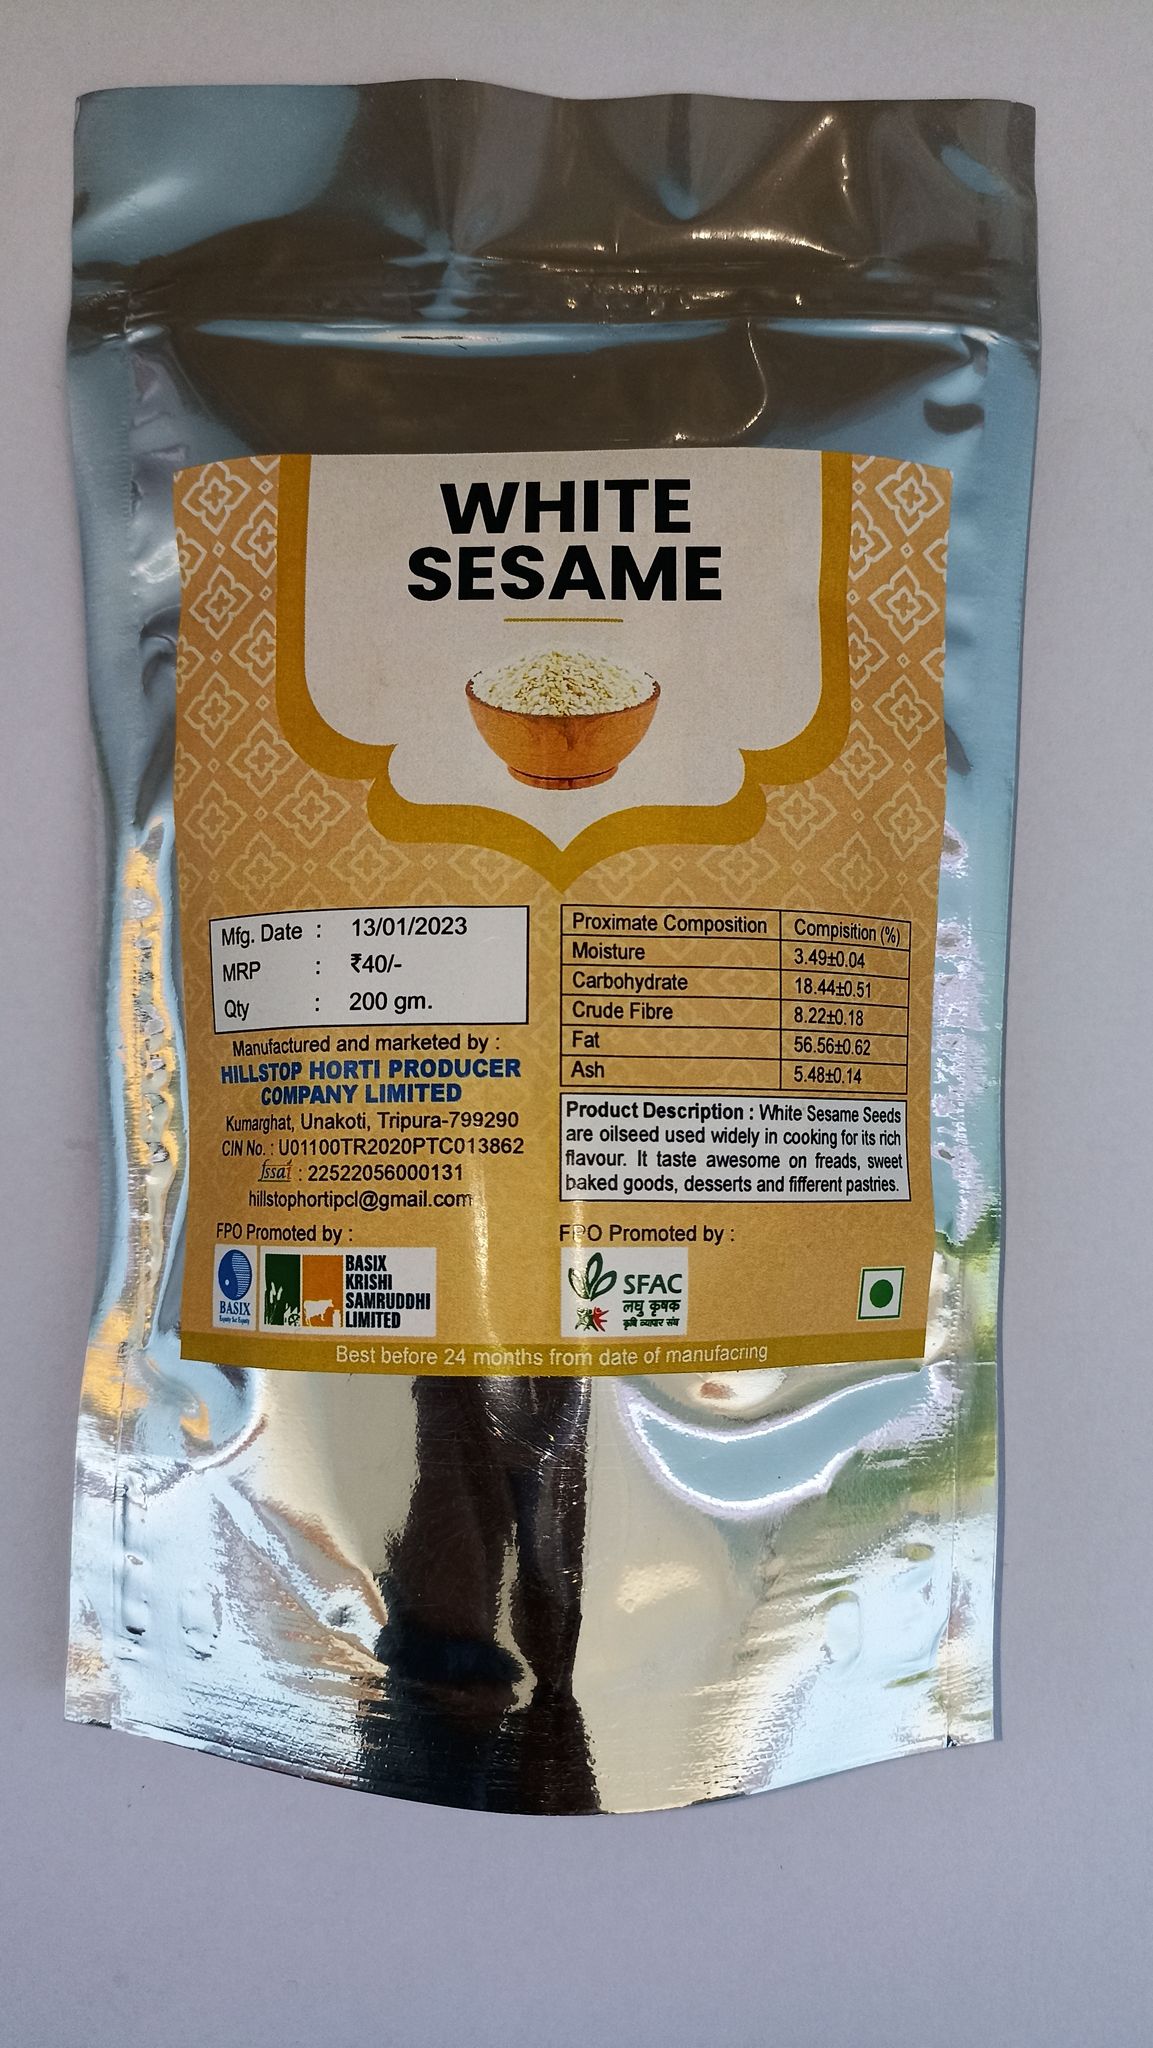 WHITE
SESAME
Mfg. Date : 13/01/2023
MRP : ₹40/-
Qty : 200 gm.
Manufactured and marketed by :
HILLSTOP HORTI PRODUCER
COMPANY LIMITED
Kumarghat, Unakoti, Tripura-799290
CIN No. : U01100TR2020PTC013862
fssai : 22522056000131
hillstophortipcl@gmail.com
FPO Promoted by :
BASIX
BASIX
KRISHI
SAMRUDDHI
LIMITED
Proximate Composition Compisition (%)
Moisture 3.49±0.04
Carbohydrate 18.44±0.51
Crude Fibre 8.22±0.18
Fat 56.56±0.62
Ash 5.48±0.14
Product Description : White Sesame Seeds
are oilseed used widely in cooking for its rich
flavour. It taste awesome on freads, sweet
baked goods, desserts and fifferent pastries.
FPO Promoted by :
SFAC
लघु कृषक
कृषि व्यापार संघ
Best before 24 months from date of manufacring